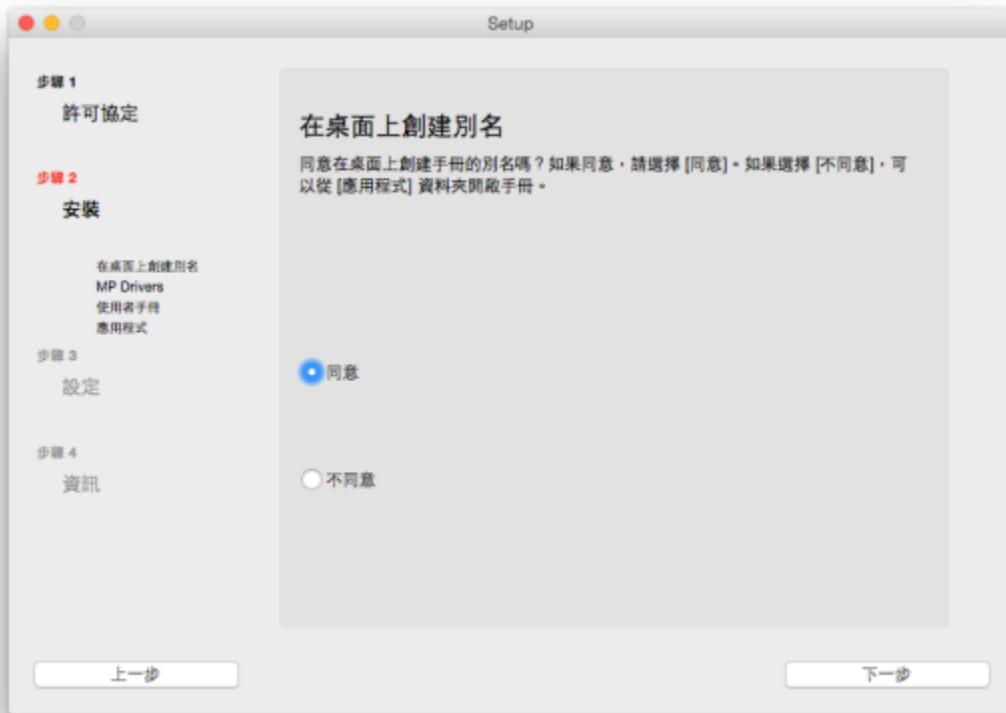 Setup
步驟 1
許可協定
步驟 2
安裝
在桌面上創建別名
MP Drivers
使用者手冊
應用程式
步驟 3
設定
步驟 4
資訊
在桌面上創建別名
同意在桌面上創建手冊的別名嗎？如果同意，請選擇 [同意]。如果選擇 [不同意]，可
以從 [應用程式] 資料夾開啟手冊。
同意
不同意
上一步
下一步